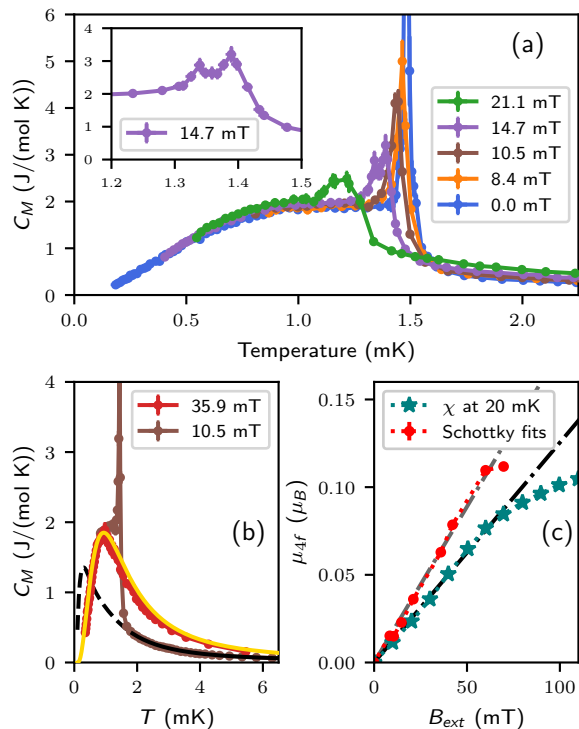 (a)
C_M (J/(mol K))
6
5
4
3
2
1
0
4
3
2
1
0
14.7 mT
1.2 1.3 1.4 1.5
21.1 mT
14.7 mT
10.5 mT
8.4 mT
0.0 mT
0.0 0.5 1.0 1.5 2.0
Temperature (mK)
(b)
C_M (J/(mol K))
4
3
2
1
0
35.9 mT
10.5 mT
0 2 4 6
T (mK)
(c)
μ_4f (μ_B)
0.15
0.10
0.05
0.00
χ at 20 mK
Schottky fits
0 50 100
B_ext (mT)